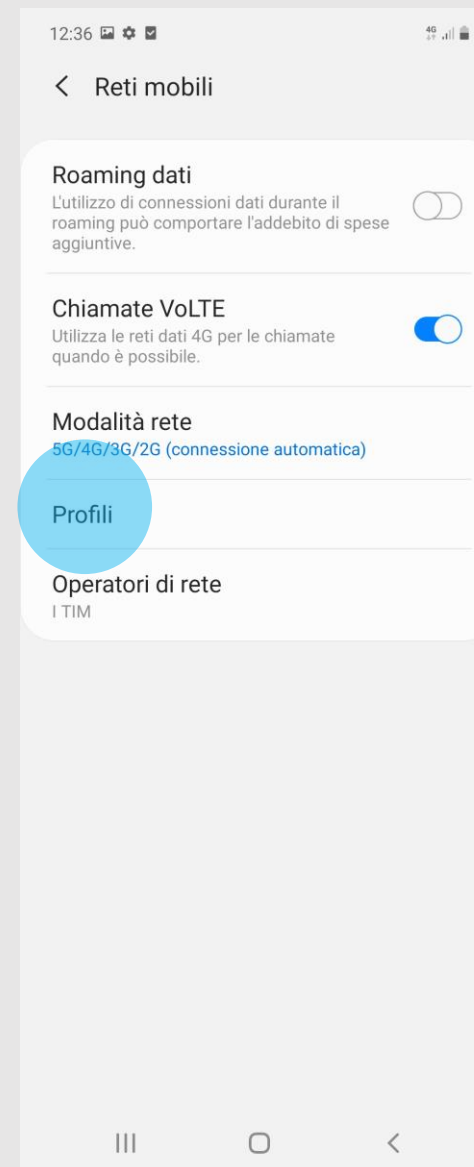 12:36
4G
Reti mobili
Roaming dati
L'utilizzo di connessioni dati durante il
roaming può comportare l'addebito di spese
aggiuntive.
Chiamate VoLTE
Utilizza le reti dati 4G per le chiamate
quando è possibile.
Modalità rete
5G/4G/3G/2G (connessione automatica)
Profili
Operatori di rete
I TIM